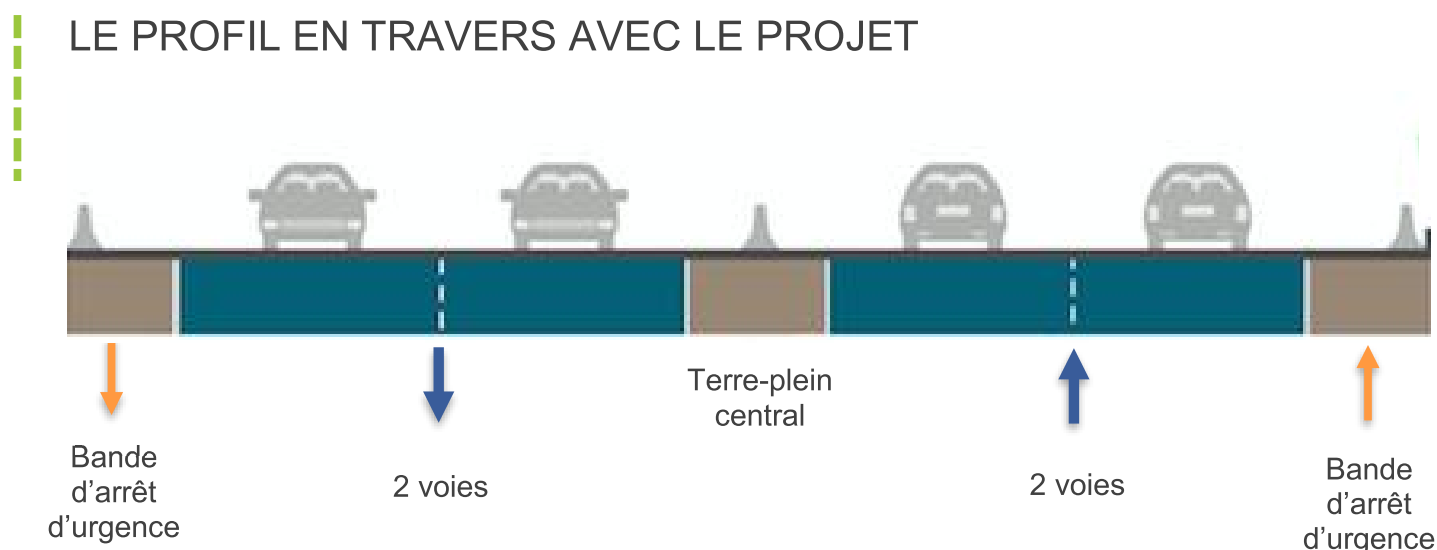 LE PROFIL EN TRAVERS AVEC LE PROJET
Terre-plein
central
Bande
d'arrêt
d'urgence
2 voies
2 voies
Bande
d'arrêt
d'urgence